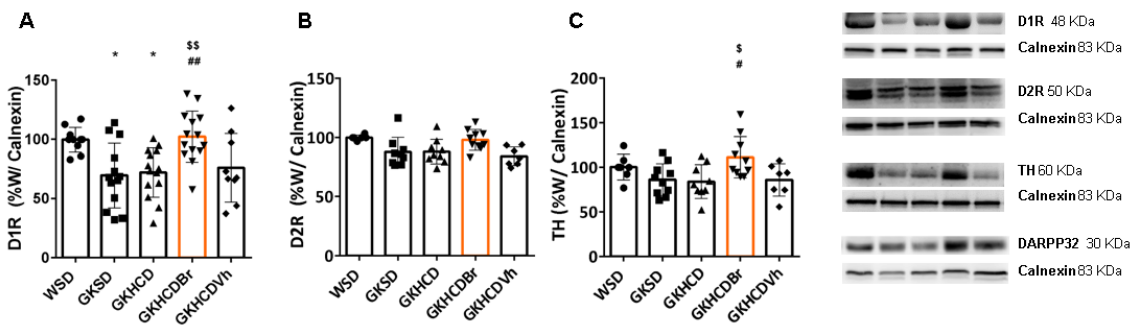 A
D1R (%W/ Calnexin)
150
100
50
0
*
*
$$
##
WSD
GKSD
GKHCD
GKHCDBr
GKHCDVh
B
D2R (%W/ Calnexin)
150
100
50
0
WSD
GKSD
GKHCD
GKHCDBr
GKHCDVh
C
TH (%W/ Calnexin)
200
150
100
50
0
$
#
WSD
GKSD
GKHCD
GKHCDBr
GKHCDVh
D1R 48 KDa
Calnexin 83 KDa
D2R 50 KDa
Calnexin 83 KDa
TH 60 KDa
Calnexin 83 KDa
DARPP32 30 KDa
Calnexin 83 KDa